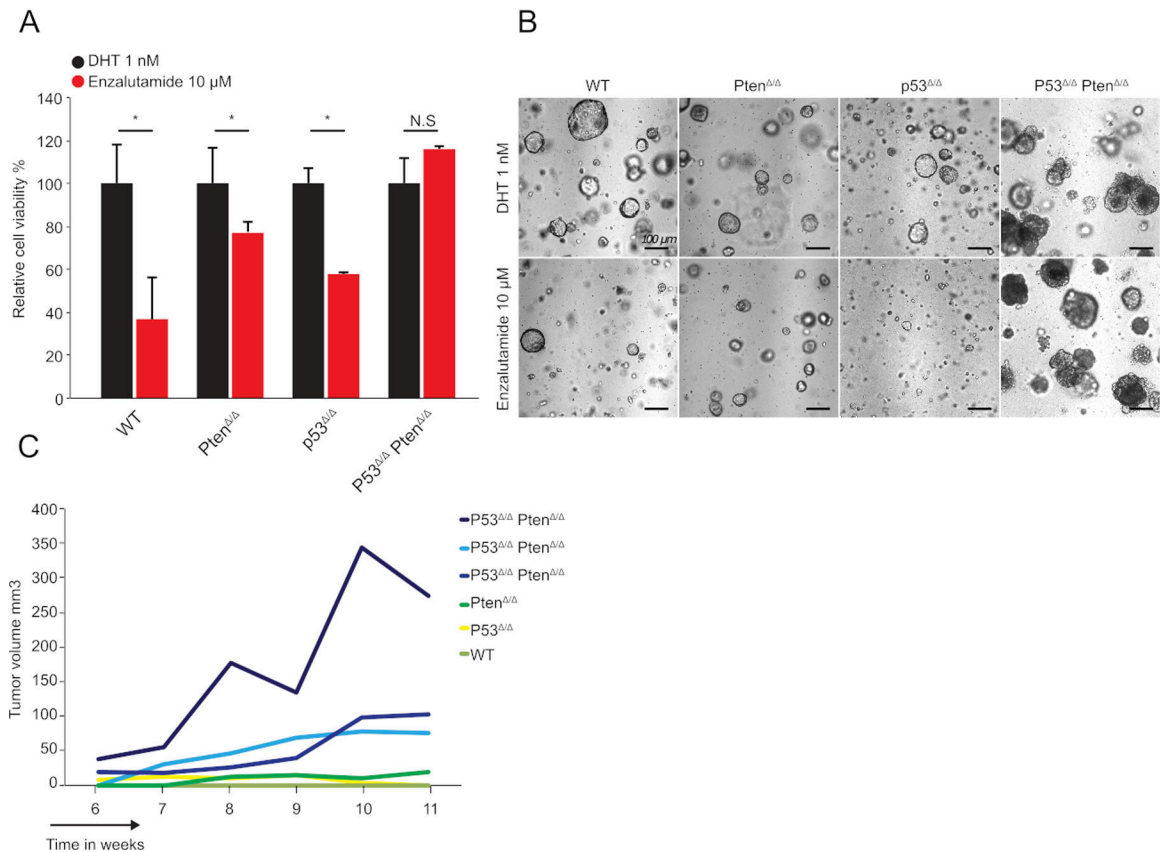 A
DHT 1 nM
Enzalutamide 10 µM
140
120
100
80
60
40
20
0
Relative cell viability %
*
*
*
N.S
WT
Pten^Δ/Δ
p53^Δ/Δ
P53^Δ/Δ Pten^Δ/Δ
B
WT
Pten^Δ/Δ
p53^Δ/Δ
P53^Δ/Δ Pten^Δ/Δ
DHT 1 nM
100 µm
Enzalutamide 10 µM
C
400
350
300
250
200
150
100
50
0
Tumor volume mm3
6 7 8 9 10 11
Time in weeks
P53^Δ/Δ Pten^Δ/Δ
P53^Δ/Δ Pten^Δ/Δ
P53^Δ/Δ Pten^Δ/Δ
Pten^Δ/Δ
P53^Δ/Δ
WT